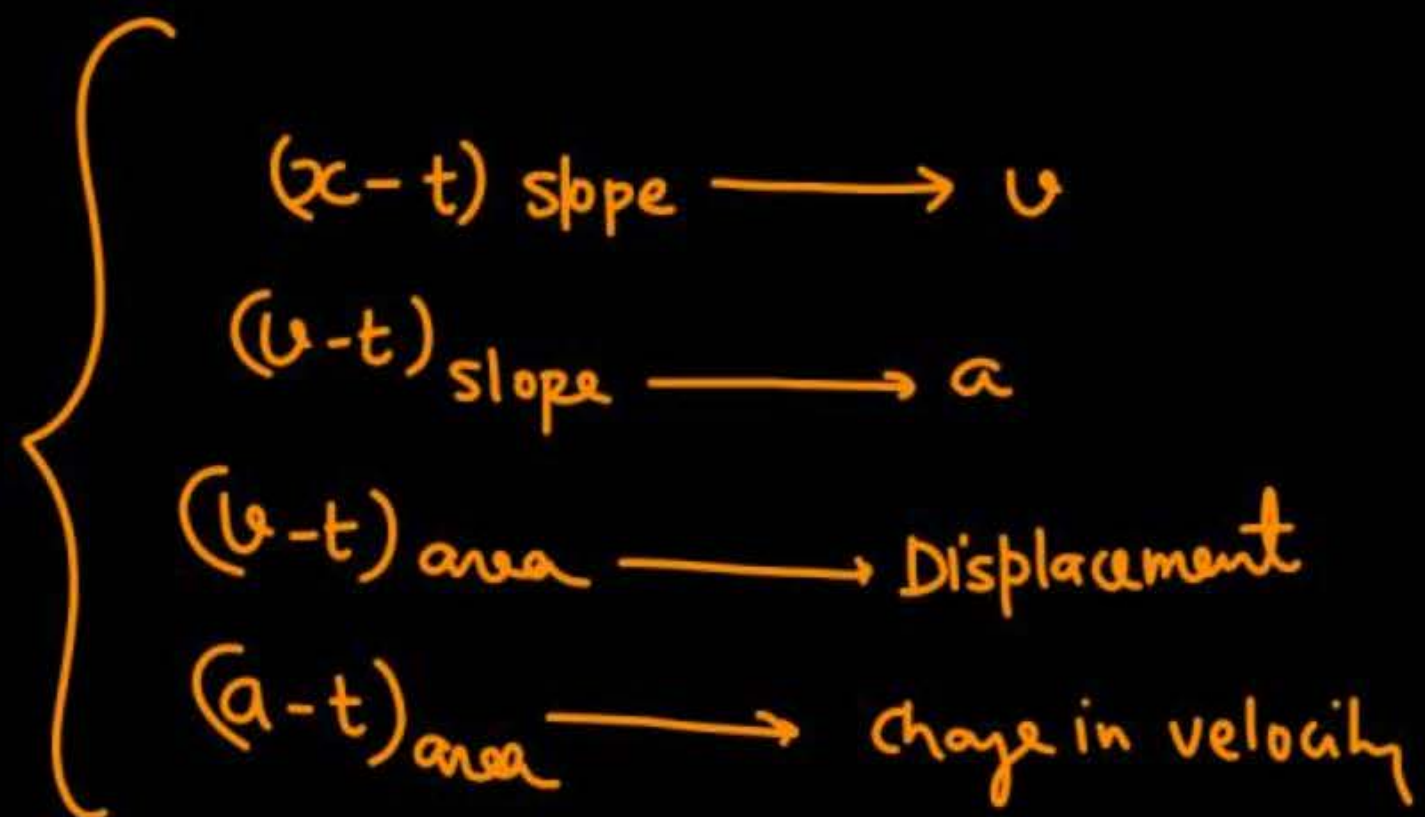 (x-t) slope → v
(v-t) slope → a
(v-t) area → Displacement
(a-t) area → Change in velocity